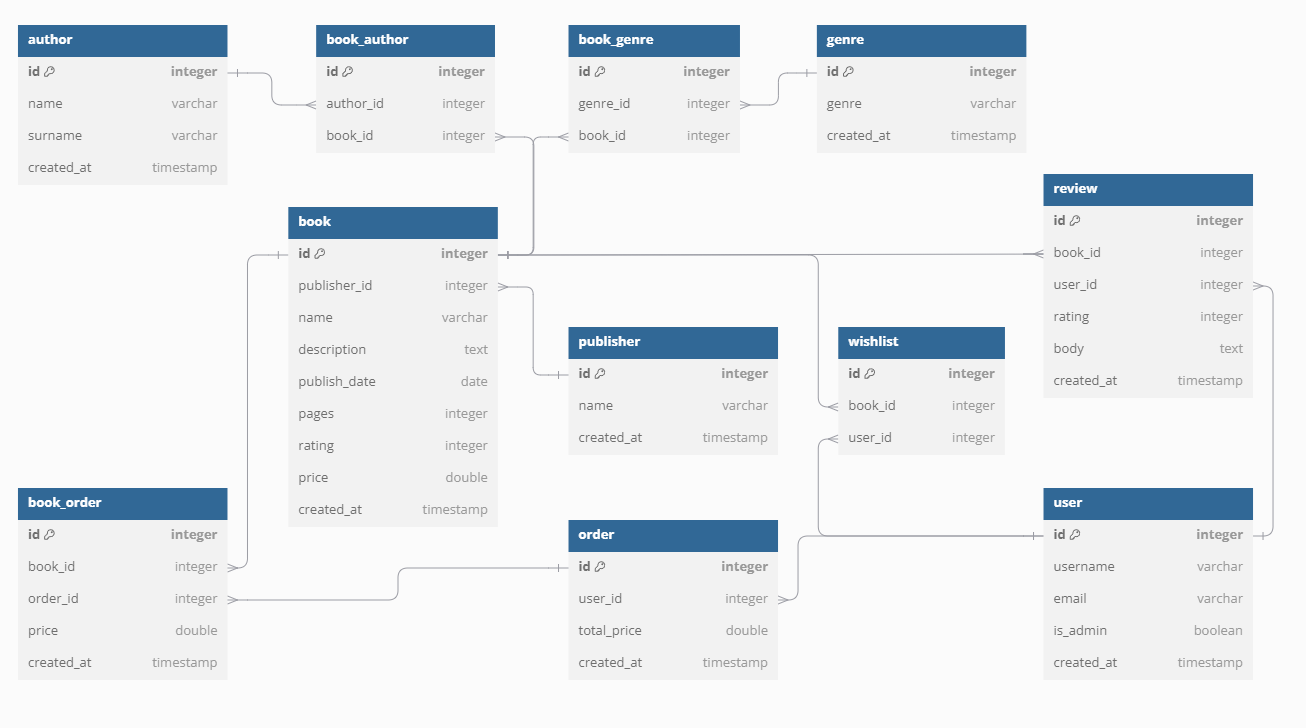 author
id integer
name varchar
surname varchar
created_at timestamp
book_author
id integer
author_id integer
book_id integer
book_genre
id integer
genre_id integer
book_id integer
genre
id integer
genre varchar
created_at timestamp
review
id integer
book_id integer
user_id integer
rating integer
body text
created_at timestamp
book
id integer
publisher_id integer
name varchar
description text
publish_date date
pages integer
rating integer
price double
created_at timestamp
publisher
id integer
name varchar
created_at timestamp
wishlist
id integer
book_id integer
user_id integer
book_order
id integer
book_id integer
order_id integer
price double
created_at timestamp
order
id integer
user_id integer
total_price double
created_at timestamp
user
id integer
username varchar
email varchar
is_admin boolean
created_at timestamp